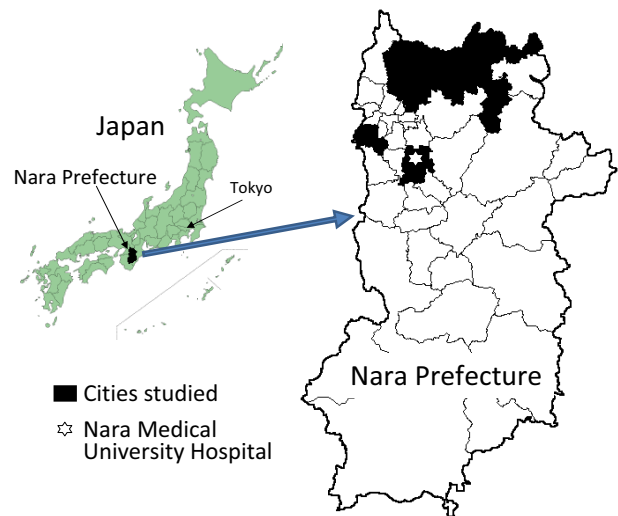 Japan
Nara Prefecture
Tokyo
Nara Prefecture
Cities studied
Nara Medical
University Hospital